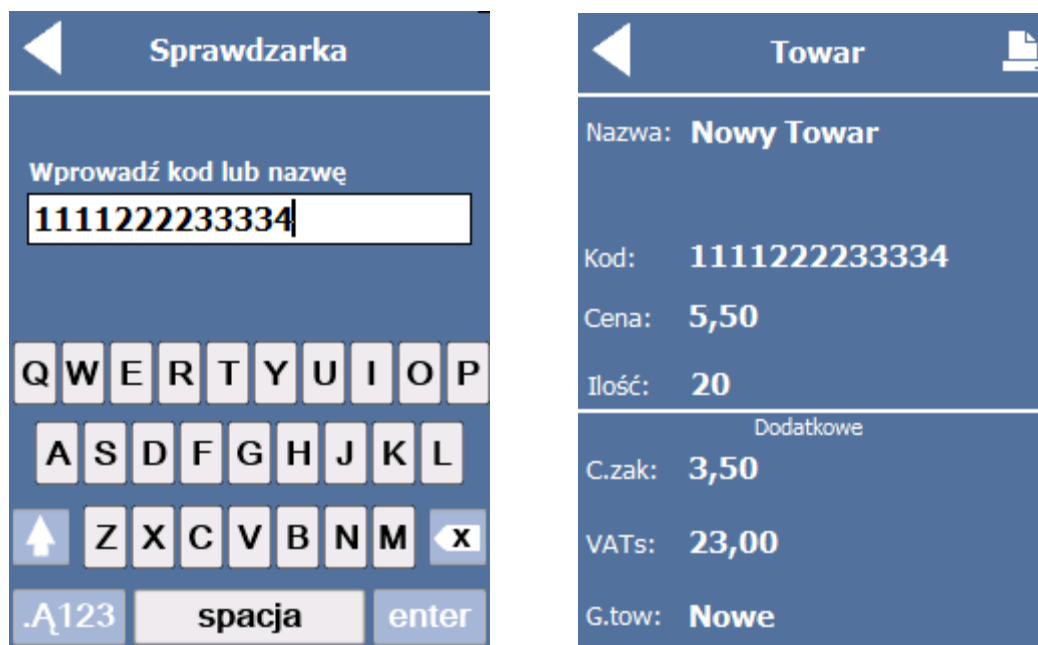 Sprawdzarka
Wprowadź kod lub nazwę
1111222233334
Q W E R T Y U I O P
A S D F G H J K L
Z X C V B N M X
.Ą123 spacja enter
Towar
Nazwa: Nowy Towar
Kod: 1111222233334
Cena: 5,50
Ilość: 20
Dodatkowe
C.zak: 3,50
VATs: 23,00
G.tow: Nowe